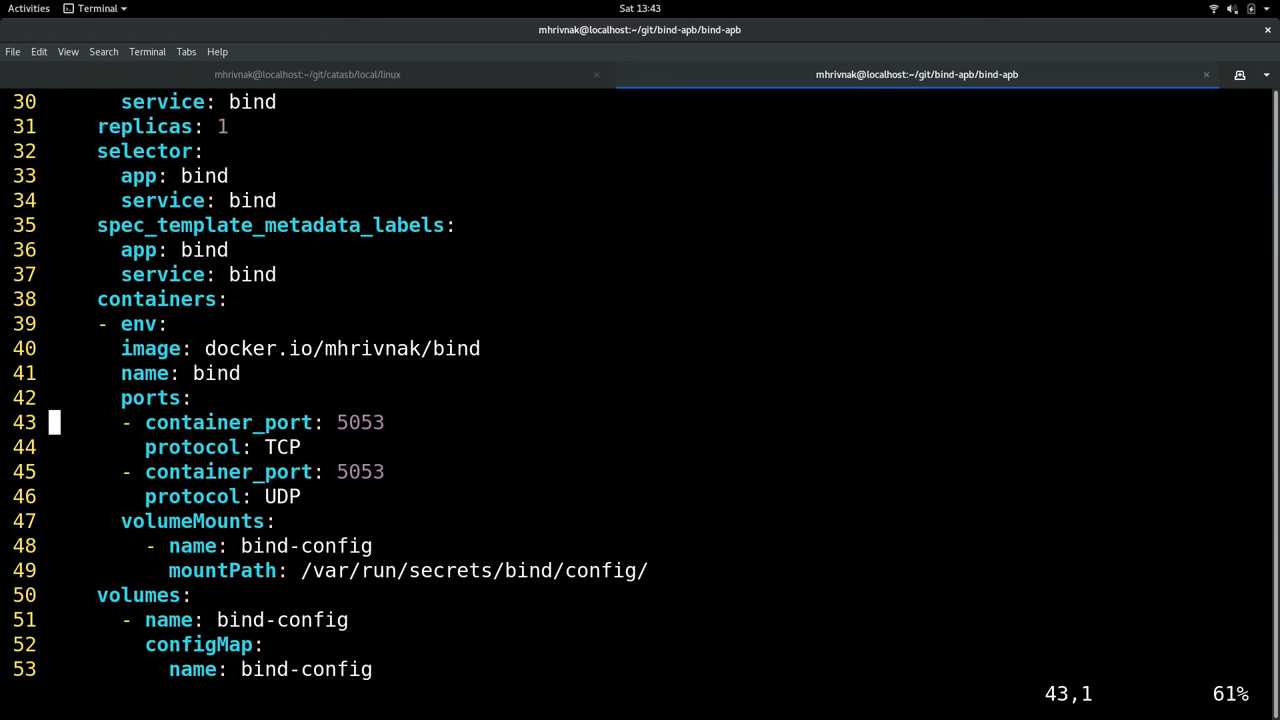 Activities Terminal Sat 13:43
mhrivnak@localhost:~/git/bind-apb/bind-apb ×
File Edit View Search Terminal Tabs Help
mhrivnak@localhost:~/git/catasb/local/linux × mhrivnak@localhost:~/git/bind-apb/bind-apb ×
30       service: bind
31     replicas: 1
32     selector:
33       app: bind
34       service: bind
35     spec_template_metadata_labels:
36       app: bind
37       service: bind
38     containers:
39     - env:
40       image: docker.io/mhrivnak/bind
41       name: bind
42       ports:
43       - container_port: 5053
44         protocol: TCP
45       - container_port: 5053
46         protocol: UDP
47       volumeMounts:
48         - name: bind-config
49           mountPath: /var/run/secrets/bind/config/
50     volumes:
51       - name: bind-config
52         configMap:
53           name: bind-config
43,1 61%